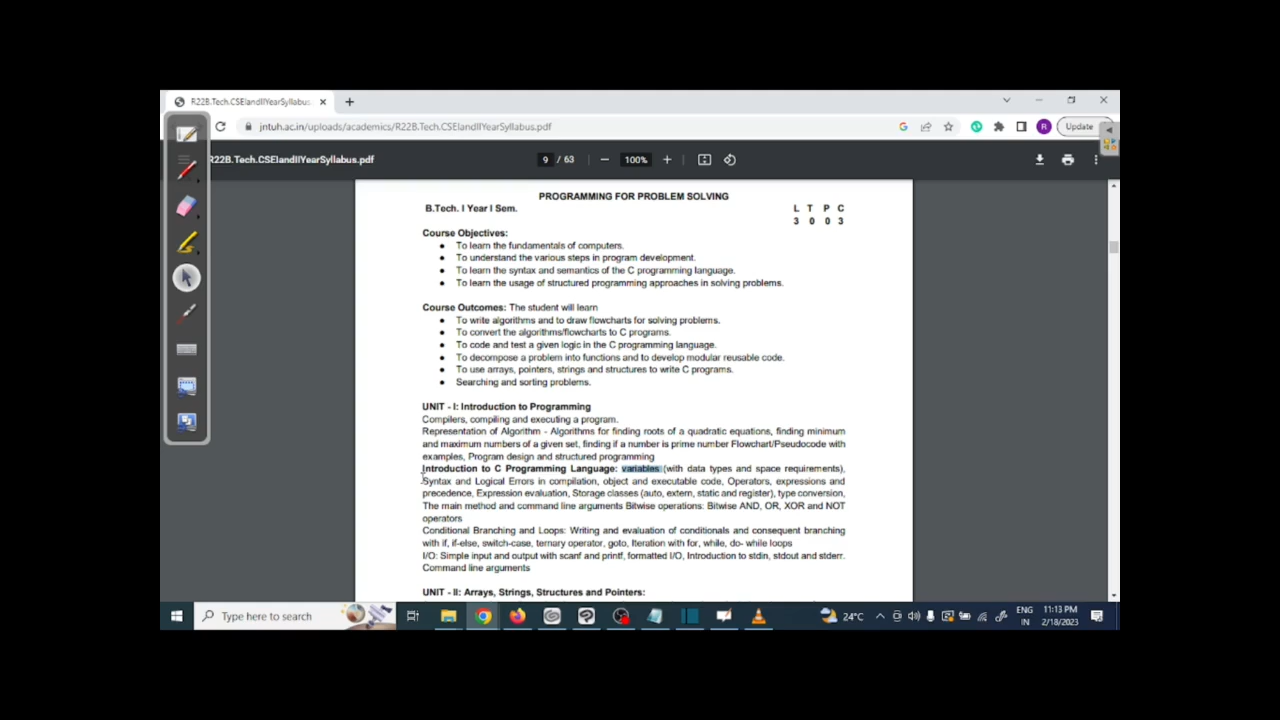 R22B.Tech.CSEIandIIYearSyllabus.
jntuh.ac.in/uploads/academics/R22B.Tech.CSEIandIIYearSyllabus.pdf
R
Update
R22B.Tech.CSEIandIIYearSyllabus.pdf
9 / 63
100%
PROGRAMMING FOR PROBLEM SOLVING
B.Tech. I Year I Sem.
L T P C
3 0 0 3
Course Objectives:
● To learn the fundamentals of computers.
● To understand the various steps in program development.
● To learn the syntax and semantics of the C programming language.
● To learn the usage of structured programming approaches in solving problems.
Course Outcomes: The student will learn
● To write algorithms and to draw flowcharts for solving problems.
● To convert the algorithms/flowcharts to C programs.
● To code and test a given logic in the C programming language.
● To decompose a problem into functions and to develop modular reusable code.
● To use arrays, pointers, strings and structures to write C programs.
● Searching and sorting problems.
UNIT - I: Introduction to Programming
Compilers, compiling and executing a program.
Representation of Algorithm - Algorithms for finding roots of a quadratic equations, finding minimum
and maximum numbers of a given set, finding if a number is prime number Flowchart/Pseudocode with
examples, Program design and structured programming
Introduction to C Programming Language: variables (with data types and space requirements),
Syntax and Logical Errors in compilation, object and executable code, Operators, expressions and
precedence, Expression evaluation, Storage classes (auto, extern, static and register), type conversion,
The main method and command line arguments Bitwise operations: Bitwise AND, OR, XOR and NOT
operators
Conditional Branching and Loops: Writing and evaluation of conditionals and consequent branching
with if, if-else, switch-case, ternary operator, goto, Iteration with for, while, do- while loops
I/O: Simple input and output with scanf and printf, formatted I/O, Introduction to stdin, stdout and stderr.
Command line arguments
UNIT - II: Arrays, Strings, Structures and Pointers:
Type here to search
24°C
ENG
IN
11:13 PM
2/18/2023